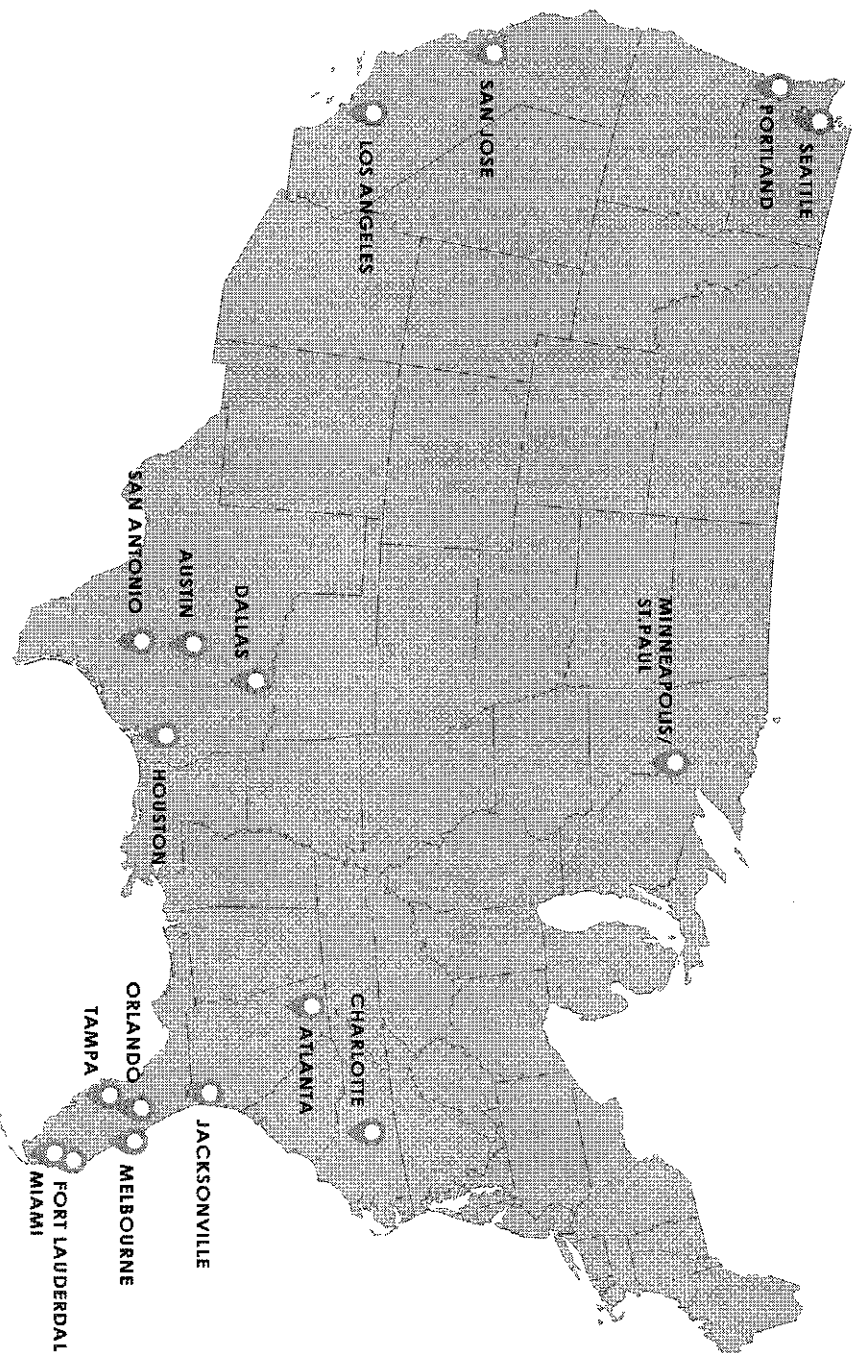 SEATTLE
PORTLAND
SAN JOSE
LOS ANGELES
MINNEAPOLIS/
ST.PAUL
DALLAS
AUSTIN
SAN ANTONIO
HOUSTON
CHARLOTTE
ATLANTA
JACKSONVILLE
ORLANDO
TAMPA
MELBOURNE
FORT LAUDERDAL
MIAMI